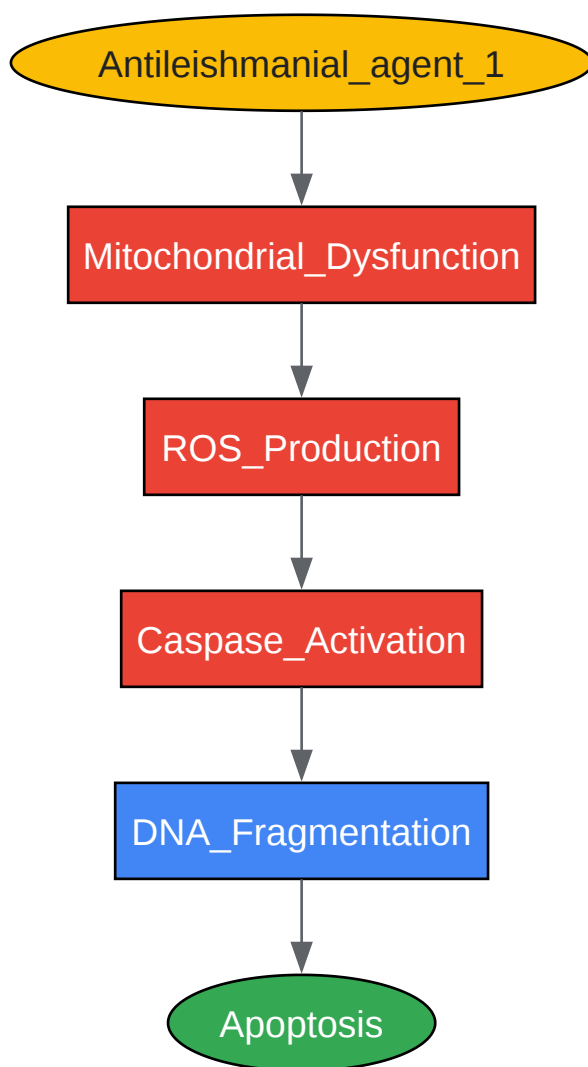 Antileishmanial_agent_1
Mitochondrial_Dysfunction
ROS_Production
Caspase_Activation
DNA_Fragmentation
Apoptosis